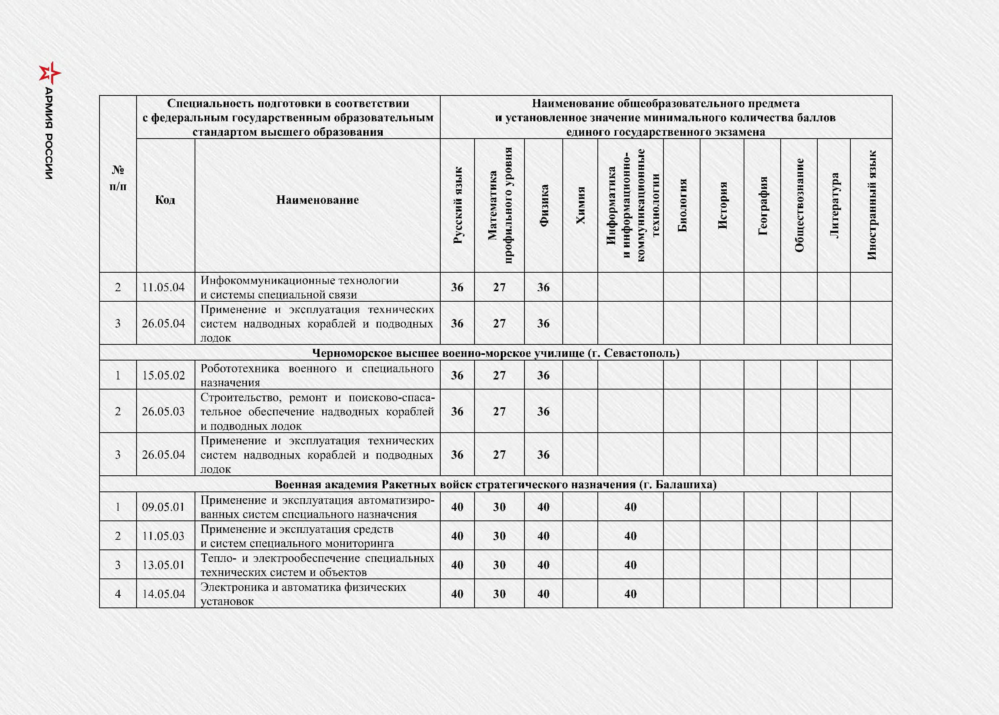 АРМИЯ РОССИИ
№
п/п
Специальность подготовки в соответствии
с федеральным государственным образовательным
стандартом высшего образования
Наименование общеобразовательного предмета
и установленное значение минимального количества баллов
единого государственного экзамена
Код
Наименование
Русский язык
Математика
профильного уровня
Физика
Химия
Информатика
и информационно-
коммуникационные
технологии
Биология
История
География
Обществознание
Литература
Иностранный язык
2 11.05.04 Инфокоммуникационные технологии
и системы специальной связи 36 27 36
3 26.05.04 Применение и эксплуатация технических
систем надводных кораблей и подводных
лодок 36 27 36
Черноморское высшее военно-морское училище (г. Севастополь)
1 15.05.02 Робототехника военного и специального
назначения 36 27 36
2 26.05.03 Строительство, ремонт и поисково-спаса-
тельное обеспечение надводных кораблей
и подводных лодок 36 27 36
3 26.05.04 Применение и эксплуатация технических
систем надводных кораблей и подводных
лодок 36 27 36
Военная академия Ракетных войск стратегического назначения (г. Балашиха)
1 09.05.01 Применение и эксплуатация автоматизиро-
ванных систем специального назначения 40 30 40 40
2 11.05.03 Применение и эксплуатация средств
и систем специального мониторинга 40 30 40 40
3 13.05.01 Тепло- и электрообеспечение специальных
технических систем и объектов 40 30 40 40
4 14.05.04 Электроника и автоматика физических
установок 40 30 40 40